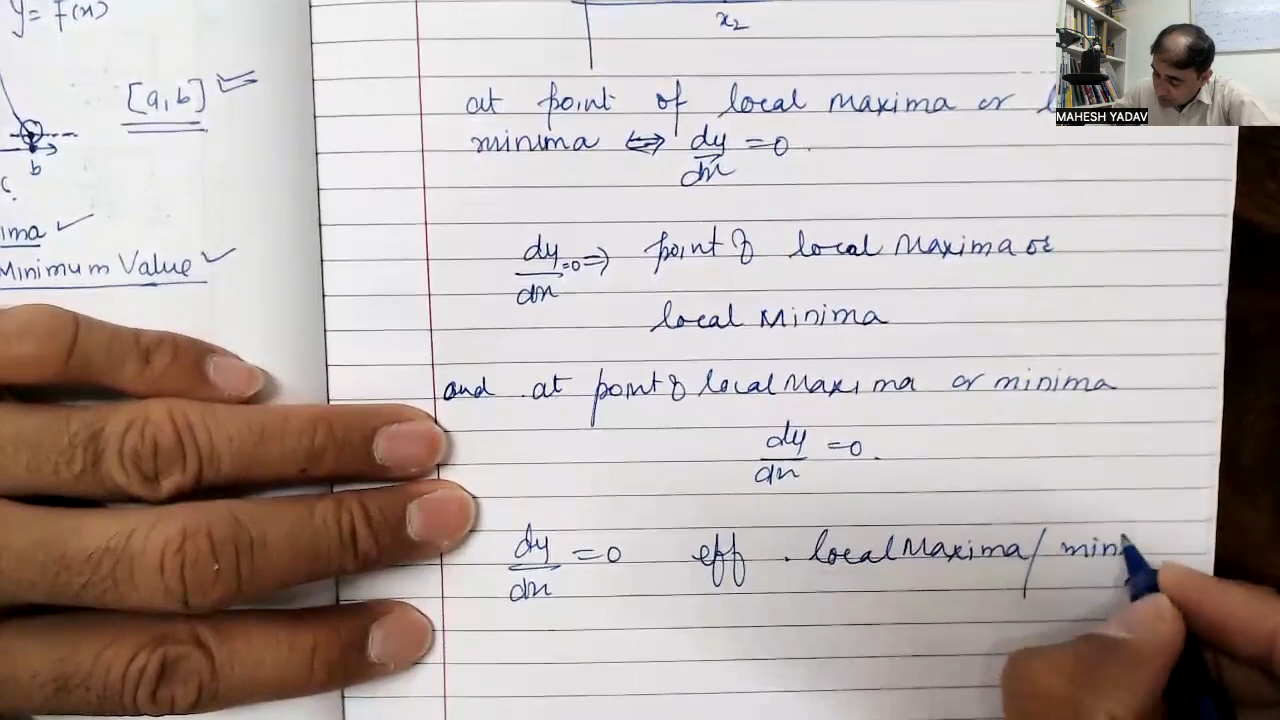 y = f(x)
[a, b]
b
c.
ima
Minimum Value
x2
at point of local Maxima or l
minima ⇔ dy/dx = 0.
dy/dx = 0 ⇒ point of local Maxima or
local Minima
and at point of local Maxima or minima
dy/dx = 0.
dy/dx = 0 eff. local Maxima / min
MAHESH YADAV